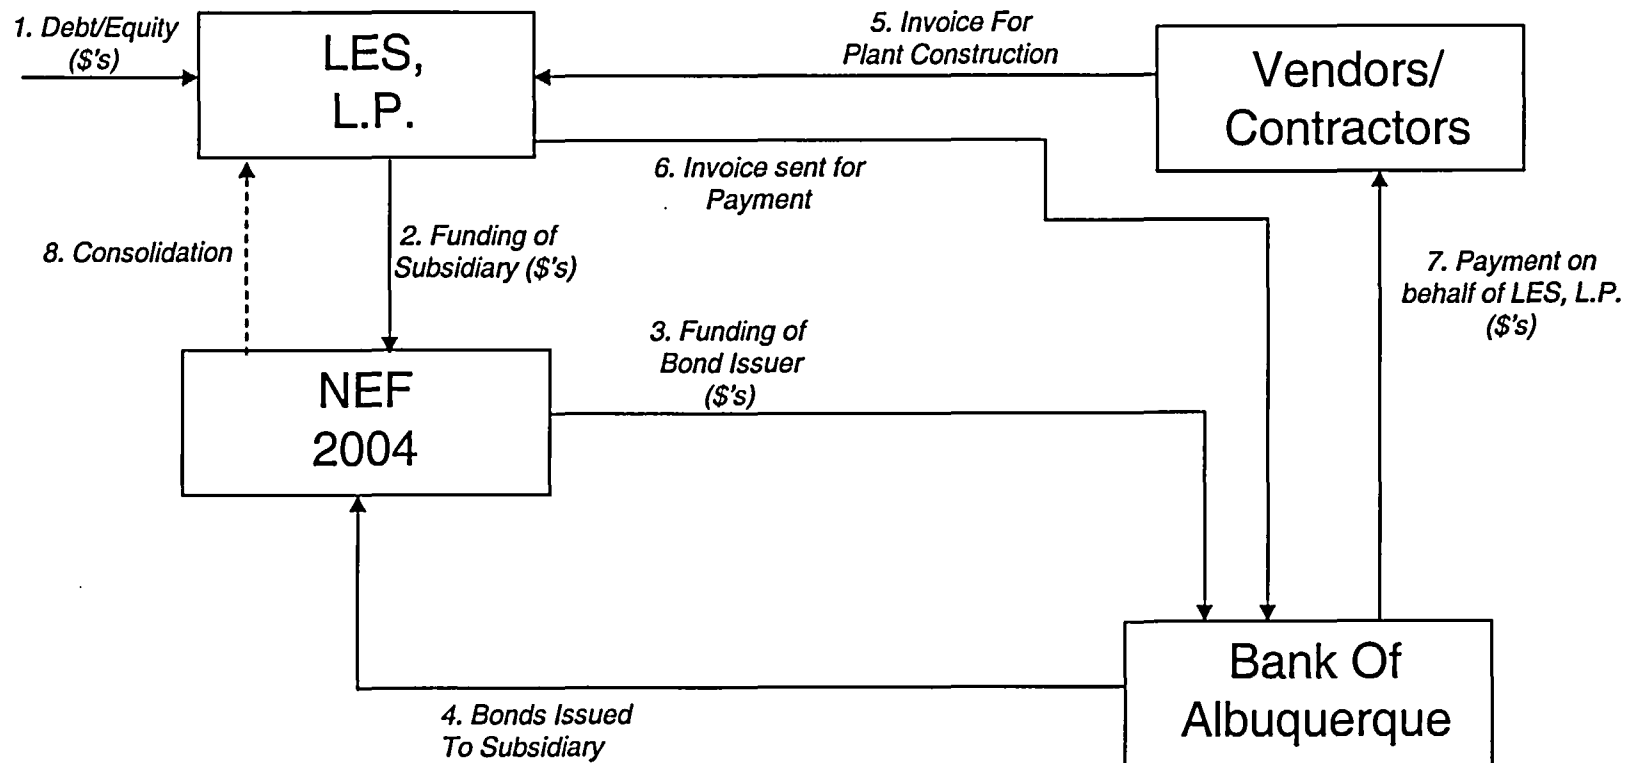 1. Debt/Equity
($'s)
LES,
L.P.
5. Invoice For
Plant Construction
Vendors/
Contractors
6. Invoice sent for
Payment
8. Consolidation
2. Funding of
Subsidiary ($'s)
7. Payment on
behalf of LES, L.P.
($'s)
3. Funding of
Bond Issuer
($'s)
NEF
2004
Bank Of
Albuquerque
4. Bonds Issued
To Subsidiary